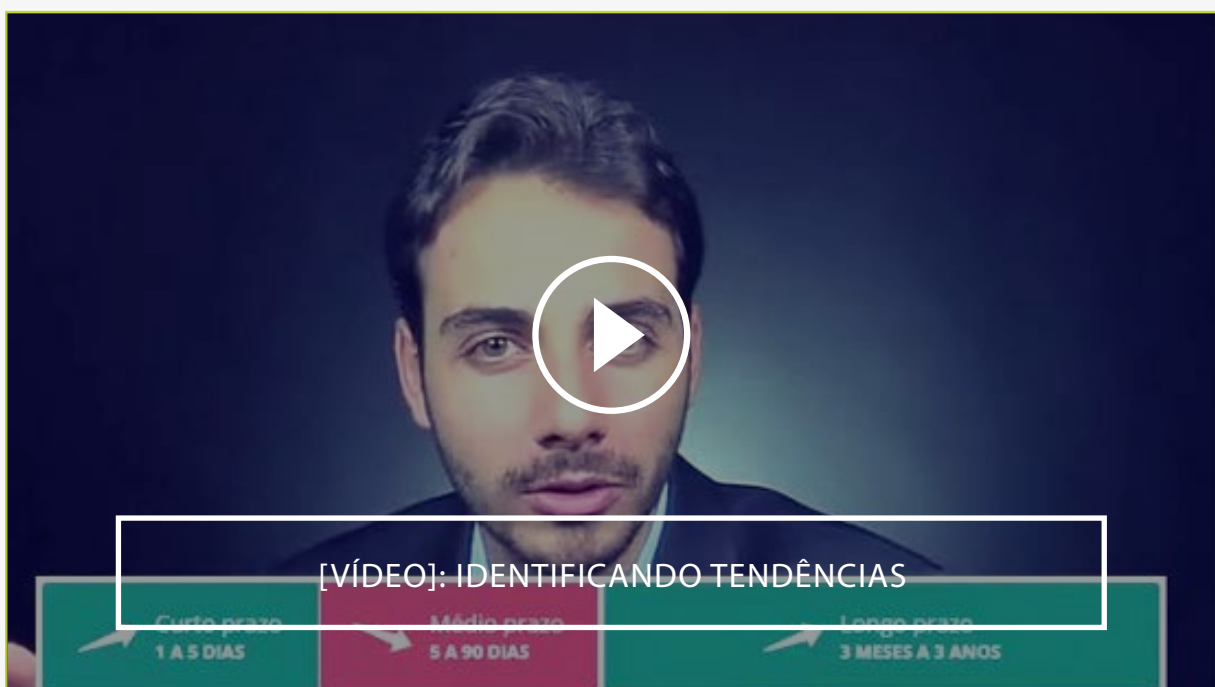 [VÍDEO]: IDENTIFICANDO TENDÊNCIAS
Curto prazo
1 A 5 DIAS
Médio prazo
5 A 90 DIAS
Longo prazo
3 MESES A 3 ANOS